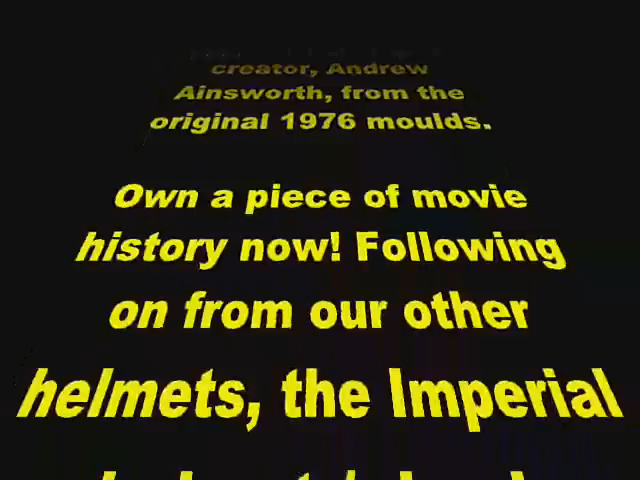 creator, Andrew
Ainsworth, from the
original 1976 moulds.
Own a piece of movie
history now! Following
on from our other
helmets, the Imperial